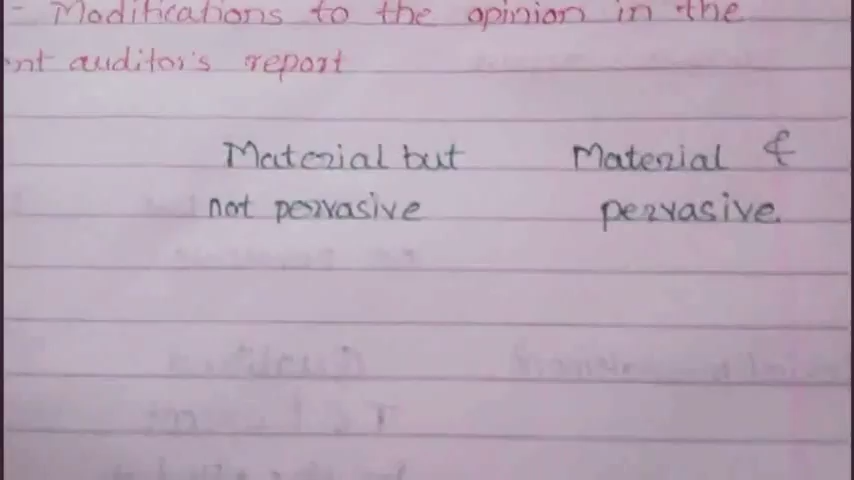 - Modifications to the opinion in the
nt auditor's report
Material but
not pervasive
Material &
pervasive.